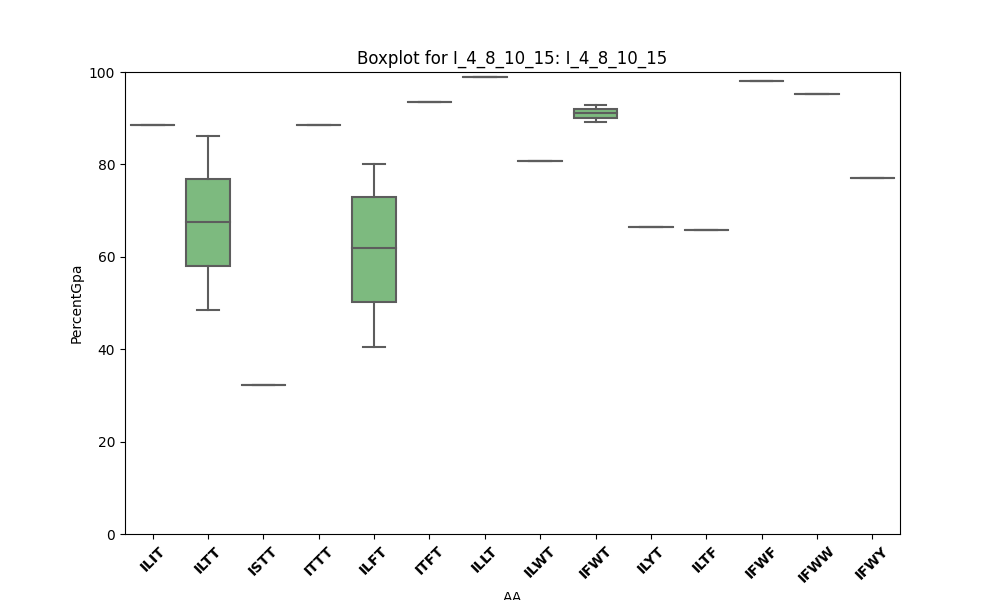 Boxplot for I_4_8_10_15: I_4_8_10_15
PercentGpa
100
80
60
40
20
0
ILIT
ILTT
ISTT
ITTT
ILFT
ITFT
ILLT
ILWT
IFWT
ILYT
ILTF
IFWF
IFWW
IFWY
AA